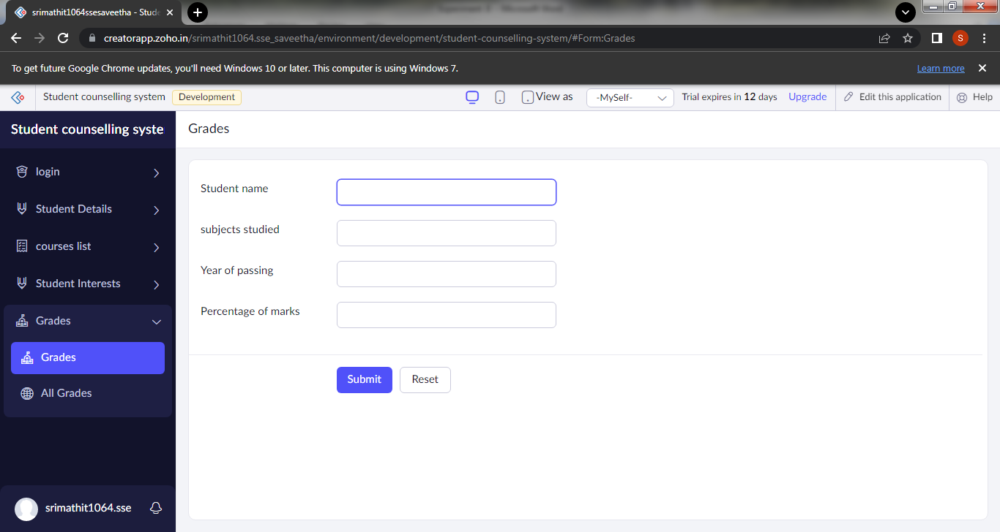 srimathit1064ssesaveetha - Stude
creatorapp.zoho.in/srimathit1064.sse_saveetha/environment/development/student-counselling-system/#Form:Grades
S
To get future Google Chrome updates, you'll need Windows 10 or later. This computer is using Windows 7.
Learn more
Student counselling system
Development
View as
-MySelf-
Trial expires in 12 days
Upgrade
Edit this application
Help
Student counselling syste
Grades
login
Student Details
courses list
Student Interests
Grades
Grades
All Grades
srimathit1064.sse
Student name
subjects studied
Year of passing
Percentage of marks
Submit
Reset